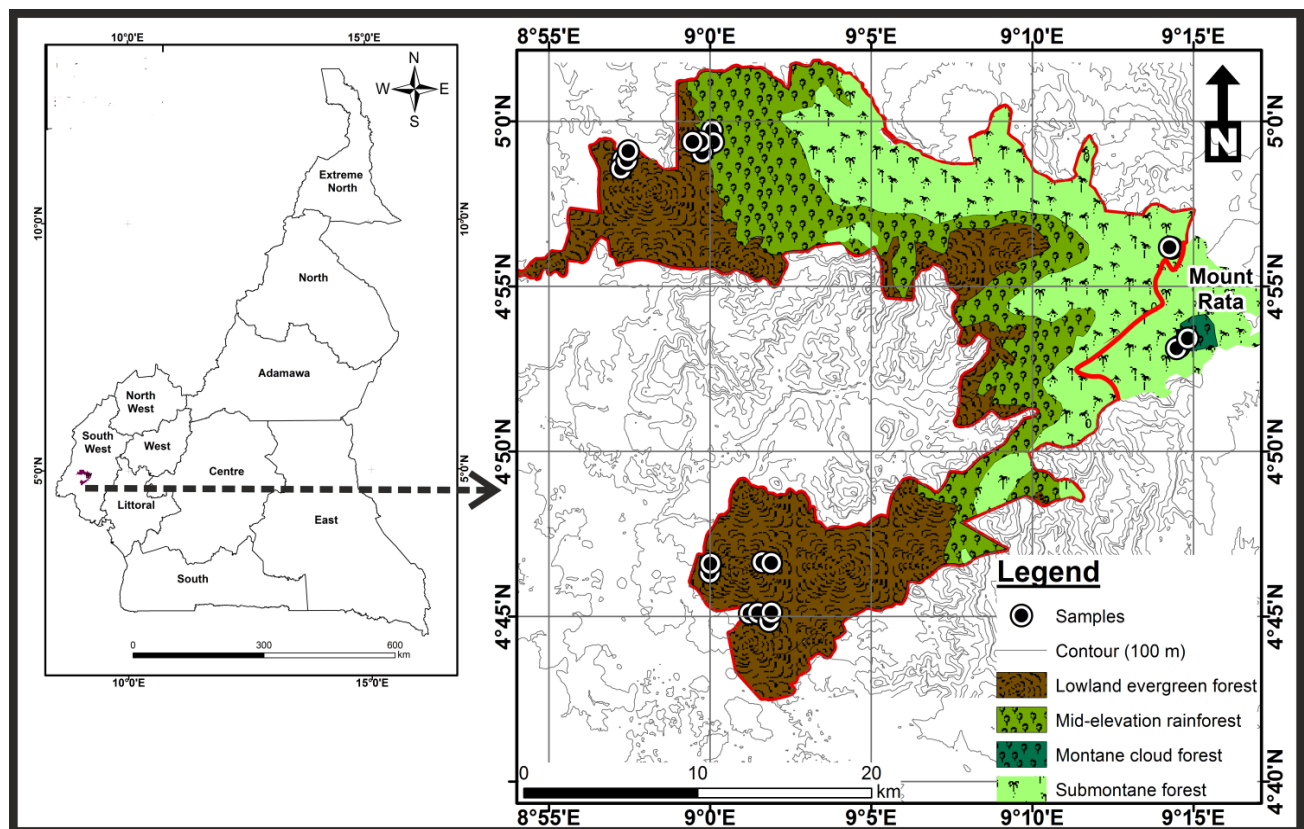 10°0'E
15°0'E
N
W
E
S
10°0'N
10°0'N
5°0'N
5°0'N
Extreme
North
North
Adamawa
North
West
South
West
West
Centre
Littoral
East
South
0
300
600
km
10°0'E
15°0'E
8°55'E
9°0'E
9°5'E
9°10'E
9°15'E
N
5°0'N
5°0'N
4°55'N
4°55'N
Mount
Rata
4°50'N
4°50'N
4°45'N
4°45'N
4°40'N
Legend
Samples
Contour (100 m)
Lowland evergreen forest
Mid-elevation rainforest
Montane cloud forest
Submontane forest
0
10
20
km
8°55'E
9°0'E
9°5'E
9°10'E
9°15'E